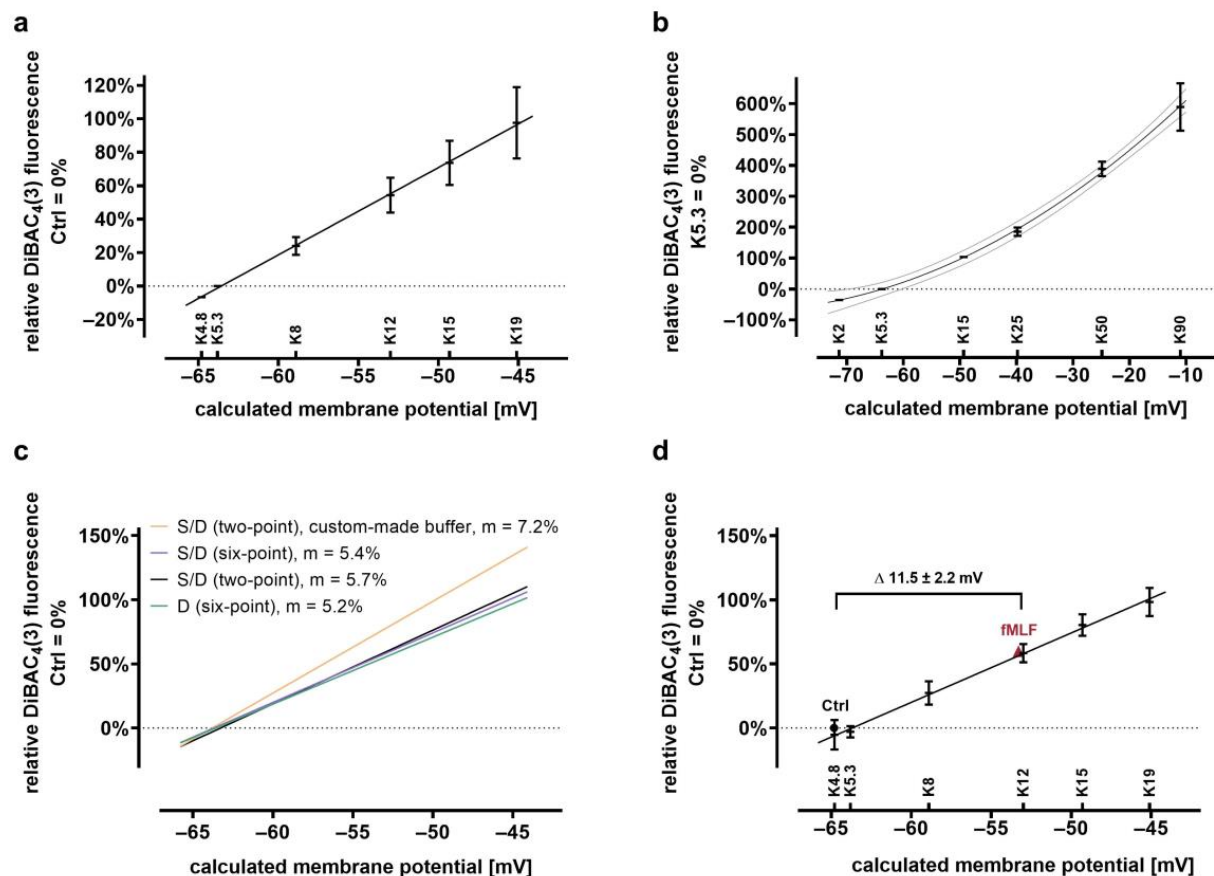 a
relative DiBAC₄(3) fluorescence
Ctrl = 0%
120%
100%
80%
60%
40%
20%
0%
–20%
K4.8
K5.3
K8
K12
K15
K19
–65 –60 –55 –50 –45
calculated membrane potential [mV]
b
relative DiBAC₄(3) fluorescence
K5.3 = 0%
600%
500%
400%
300%
200%
100%
0%
–100%
K2
K5.3
K15
K25
K50
K90
–70 –60 –50 –40 –30 –20 –10
calculated membrane potential [mV]
c
relative DiBAC₄(3) fluorescence
Ctrl = 0%
150%
100%
50%
0%
S/D (two-point), custom-made buffer, m = 7.2%
S/D (six-point), m = 5.4%
S/D (two-point), m = 5.7%
D (six-point), m = 5.2%
–65 –60 –55 –50 –45
calculated membrane potential [mV]
d
relative DiBAC₄(3) fluorescence
Ctrl = 0%
150%
100%
50%
0%
Δ 11.5 ± 2.2 mV
fMLF
Ctrl
K4.8
K5.3
K8
K12
K15
K19
–65 –60 –55 –50 –45
calculated membrane potential [mV]